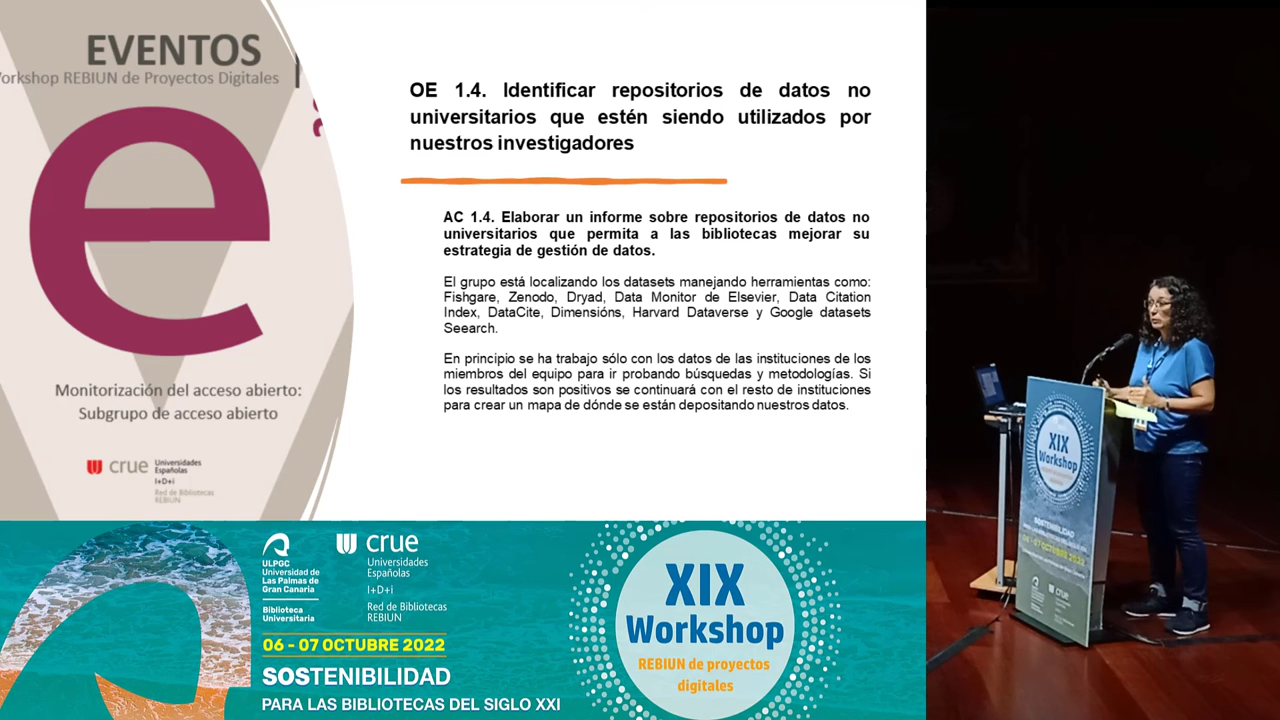 EVENTOS
Workshop REBIUN de Proyectos Digitales
e
Monitorización del acceso abierto:
Subgrupo de acceso abierto
crue
Universidades
Españolas
I+D+i
Red de Bibliotecas
REBIUN
OE 1.4. Identificar repositorios de datos no
universitarios que estén siendo utilizados por
nuestros investigadores
AC 1.4. Elaborar un informe sobre repositorios de datos no
universitarios que permita a las bibliotecas mejorar su
estrategia de gestión de datos.
El grupo está localizando los datasets manejando herramientas como:
Fishgare, Zenodo, Dryad, Data Monitor de Elsevier, Data Citation
Index, DataCite, Dimensións, Harvard Dataverse y Google datasets
Seearch.
En principio se ha trabajo sólo con los datos de las instituciones de los
miembros del equipo para ir probando búsquedas y metodologías. Si
los resultados son positivos se continuará con el resto de instituciones
para crear un mapa de dónde se están depositando nuestros datos.
ULPGC
Universidad de
Las Palmas de
Gran Canaria
Biblioteca
Universitaria
crue
Universidades
Españolas
I+D+i
Red de Bibliotecas
REBIUN
06 - 07 OCTUBRE 2022
SOSTENIBILIDAD
PARA LAS BIBLIOTECAS DEL SIGLO XXI
XIX
Workshop
REBIUN de proyectos
digitales
XIX
Workshop
SOSTENIBILIDAD
06 - 07 OCTUBRE 2022
crue